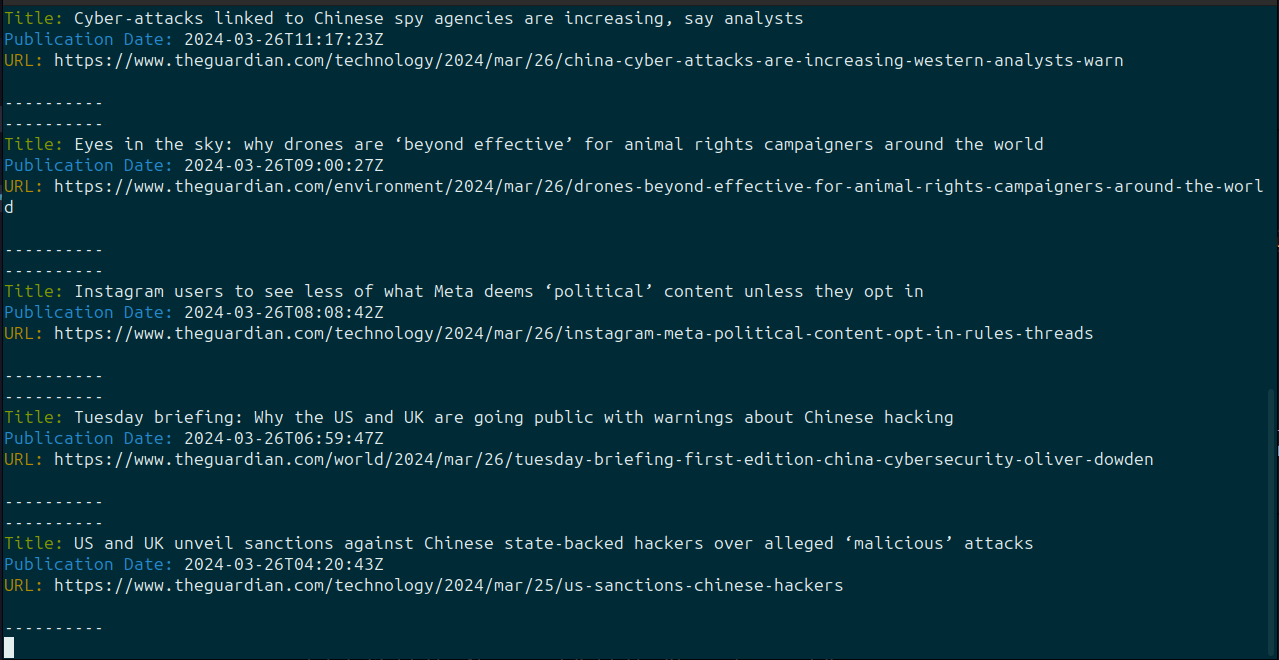 Title: Cyber-attacks linked to Chinese spy agencies are increasing, say analysts
Publication Date: 2024-03-26T11:17:23Z
URL: https://www.theguardian.com/technology/2024/mar/26/china-cyber-attacks-are-increasing-western-analysts-warn
----------
----------
Title: Eyes in the sky: why drones are ‘beyond effective’ for animal rights campaigners around the world
Publication Date: 2024-03-26T09:00:27Z
URL: https://www.theguardian.com/environment/2024/mar/26/drones-beyond-effective-for-animal-rights-campaigners-around-the-worl
d
----------
----------
Title: Instagram users to see less of what Meta deems ‘political’ content unless they opt in
Publication Date: 2024-03-26T08:08:42Z
URL: https://www.theguardian.com/technology/2024/mar/26/instagram-meta-political-content-opt-in-rules-threads
----------
----------
Title: Tuesday briefing: Why the US and UK are going public with warnings about Chinese hacking
Publication Date: 2024-03-26T06:59:47Z
URL: https://www.theguardian.com/world/2024/mar/26/tuesday-briefing-first-edition-china-cybersecurity-oliver-dowden
----------
----------
Title: US and UK unveil sanctions against Chinese state-backed hackers over alleged ‘malicious’ attacks
Publication Date: 2024-03-26T04:20:43Z
URL: https://www.theguardian.com/technology/2024/mar/25/us-sanctions-chinese-hackers
----------